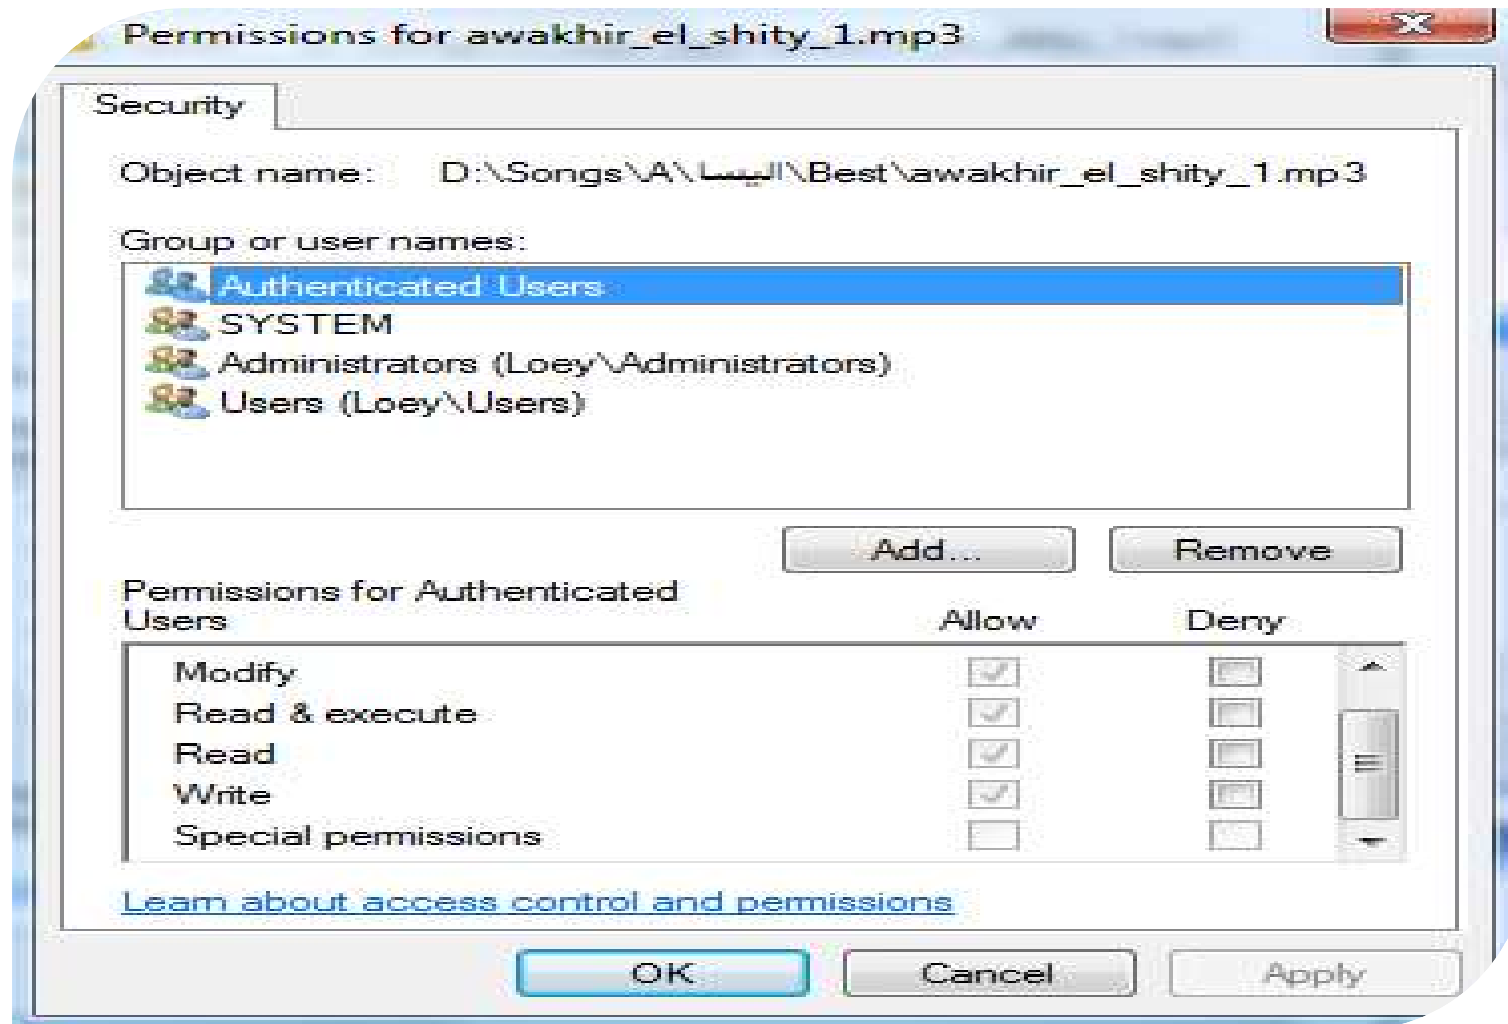 Permissions for awakhir_el_shity_1.mp3
Security
Object name: D:\Songs\A\اليسا\Best\awakhir_el_shity_1.mp3
Group or user names:
Authenticated Users
SYSTEM
Administrators (Loey\Administrators)
Users (Loey\Users)
Add... Remove
Permissions for Authenticated
Users Allow Deny
Modify
Read & execute
Read
Write
Special permissions
Learn about access control and permissions
OK Cancel Apply